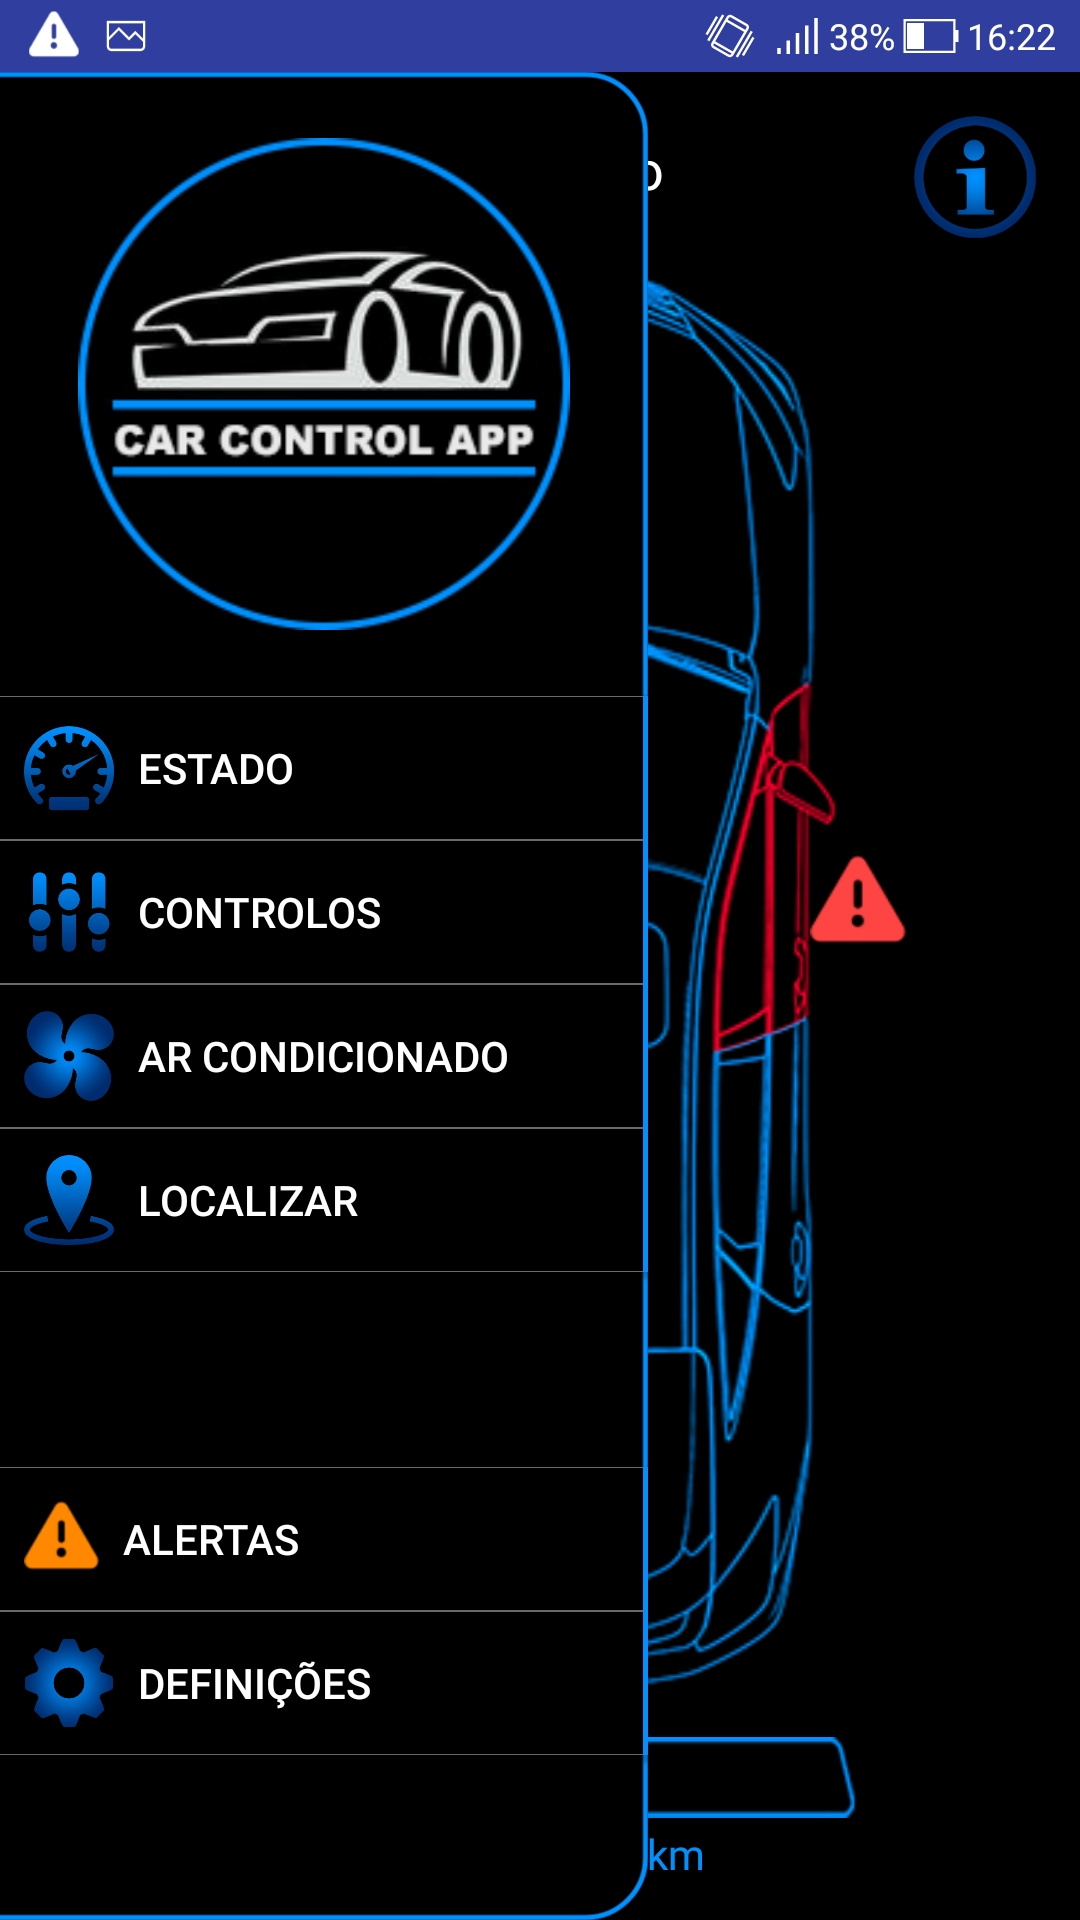 38% 16:22
CAR CONTROL APP
ESTADO
CONTROLOS
AR CONDICIONADO
LOCALIZAR
ALERTAS
DEFINIÇÕES
km